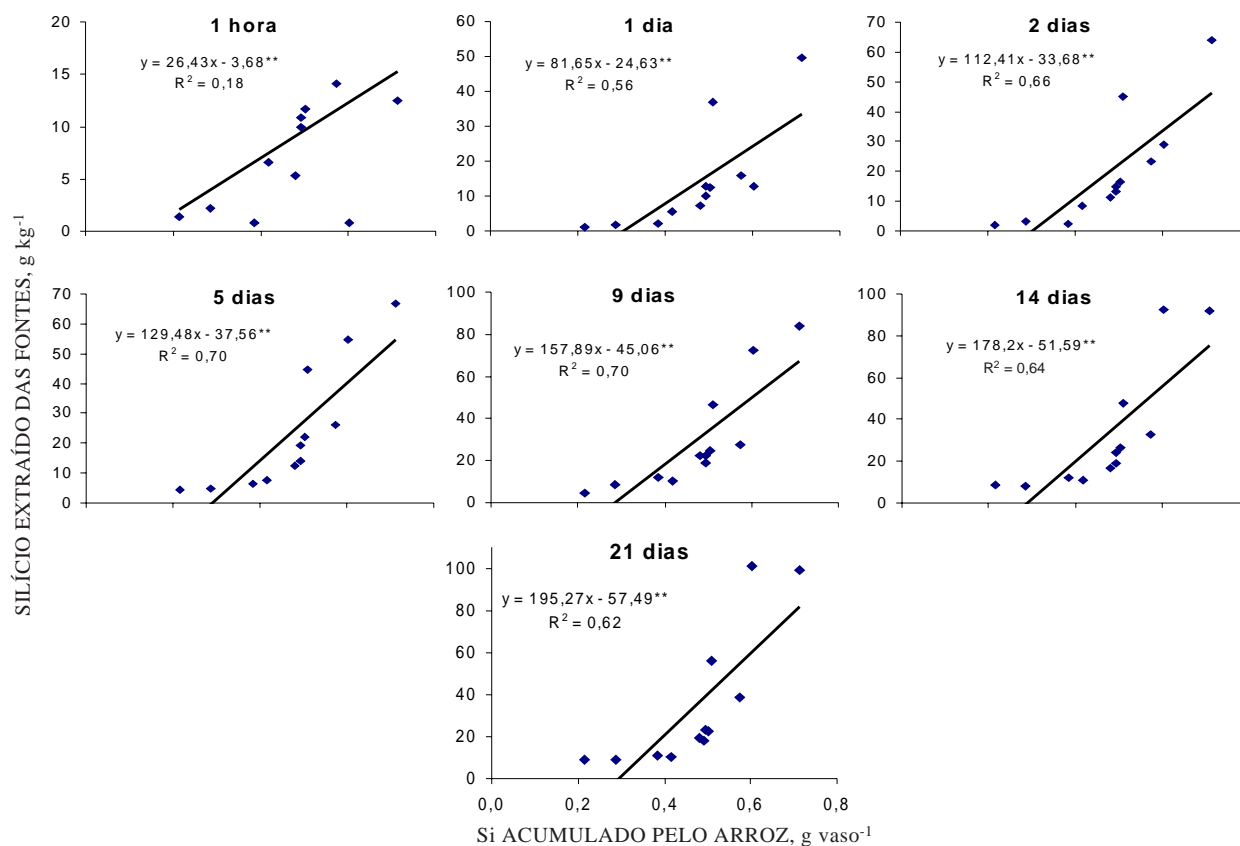 1 hora
y = 26,43x - 3,68**
R² = 0,18
20
15
10
5
0
1 dia
y = 81,65x - 24,63**
R² = 0,56
60
50
40
30
20
10
0
2 dias
y = 112,41x - 33,68**
R² = 0,66
70
60
50
40
30
20
10
0
SILÍCIO EXTRAÍDO DAS FONTES, g kg⁻¹
5 dias
y = 129,48x - 37,56**
R² = 0,70
70
60
50
40
30
20
10
0
9 dias
y = 157,89x - 45,06**
R² = 0,70
100
80
60
40
20
0
14 dias
y = 178,2x - 51,59**
R² = 0,64
100
80
60
40
20
0
21 dias
y = 195,27x - 57,49**
R² = 0,62
100
80
60
40
20
0
0,0 0,2 0,4 0,6 0,8
Si ACUMULADO PELO ARROZ, g vaso⁻¹